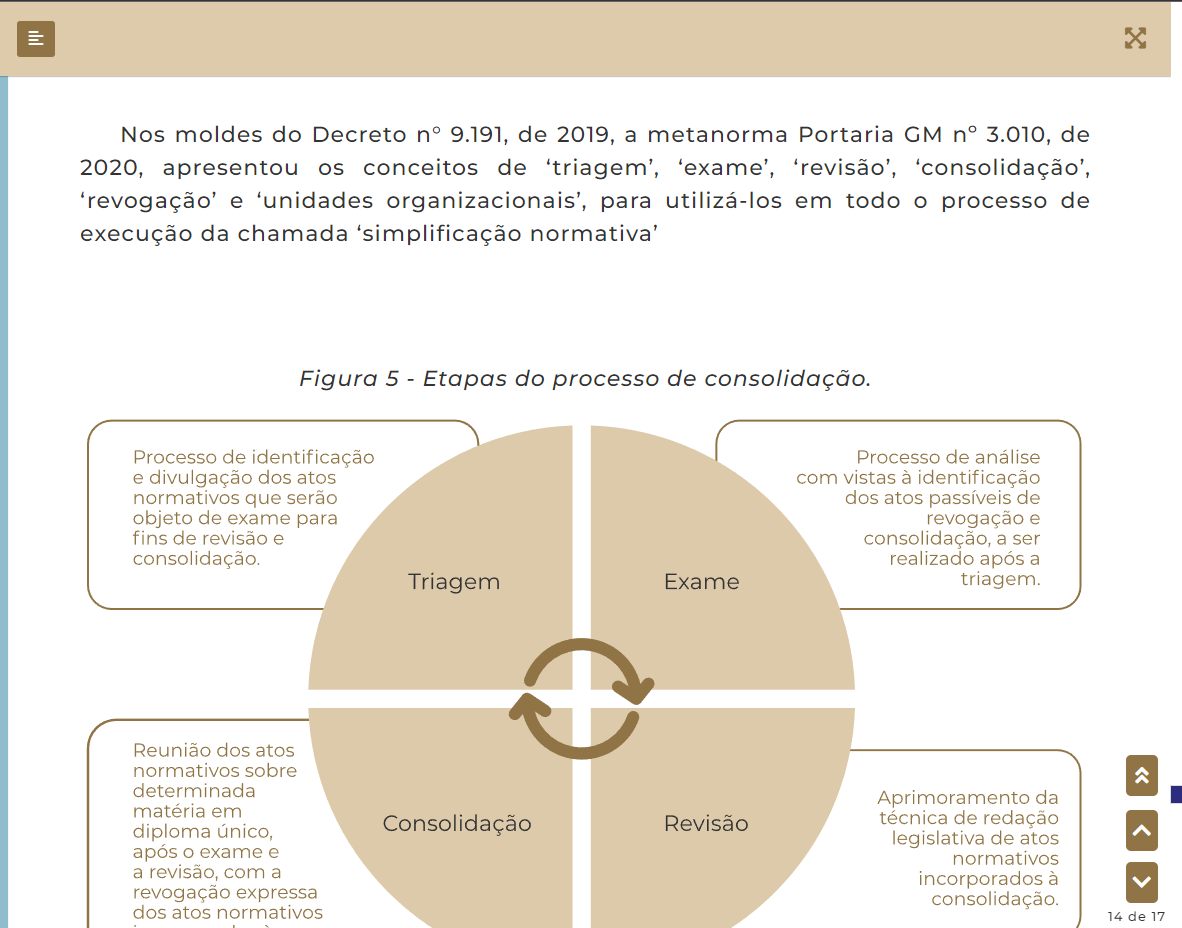 Nos moldes do Decreto n° 9.191, de 2019, a metanorma Portaria GM nº 3.010, de
2020, apresentou os conceitos de ‘triagem’, ‘exame’, ‘revisão’, ‘consolidação’,
‘revogação’ e ‘unidades organizacionais’, para utilizá-los em todo o processo de
execução da chamada ‘simplificação normativa’
Figura 5 - Etapas do processo de consolidação.
Processo de identificação
e divulgação dos atos
normativos que serão
objeto de exame para
fins de revisão e
consolidação.
Triagem
Exame
Processo de análise
com vistas à identificação
dos atos passíveis de
revogação e
consolidação, a ser
realizado após a
triagem.
Reunião dos atos
normativos sobre
determinada
matéria em
diploma único,
após o exame e
a revisão, com a
revogação expressa
dos atos normativos
Consolidação
Revisão
Aprimoramento da
técnica de redação
legislativa de atos
normativos
incorporados à
consolidação.
14 de 17